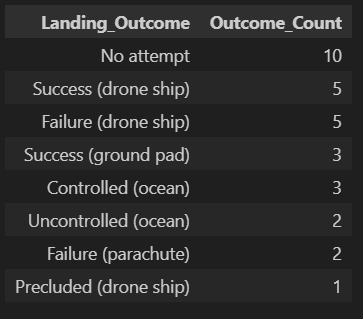 Landing_Outcome Outcome_Count
No attempt 10
Success (drone ship) 5
Failure (drone ship) 5
Success (ground pad) 3
Controlled (ocean) 3
Uncontrolled (ocean) 2
Failure (parachute) 2
Precluded (drone ship) 1